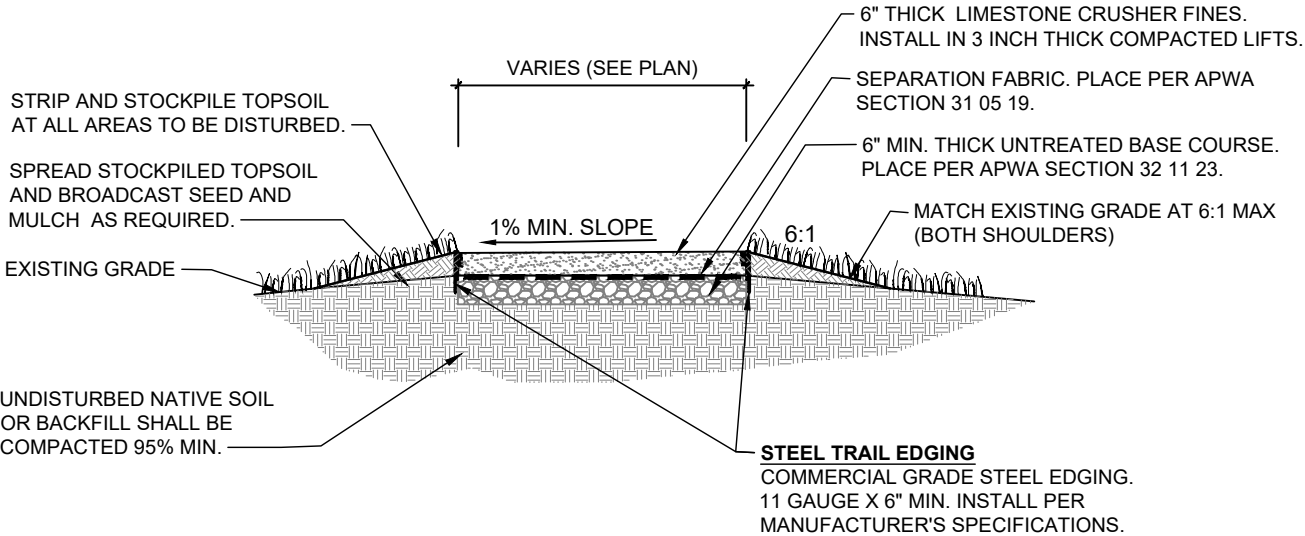 6" THICK LIMESTONE CRUSHER FINES.
INSTALL IN 3 INCH THICK COMPACTED LIFTS.
VARIES (SEE PLAN)
SEPARATION FABRIC. PLACE PER APWA
SECTION 31 05 19.
STRIP AND STOCKPILE TOPSOIL
AT ALL AREAS TO BE DISTURBED.
6" MIN. THICK UNTREATED BASE COURSE.
PLACE PER APWA SECTION 32 11 23.
SPREAD STOCKPILED TOPSOIL
AND BROADCAST SEED AND
MULCH AS REQUIRED.
MATCH EXISTING GRADE AT 6:1 MAX
(BOTH SHOULDERS)
1% MIN. SLOPE
6:1
EXISTING GRADE
UNDISTURBED NATIVE SOIL
OR BACKFILL SHALL BE
COMPACTED 95% MIN.
STEEL TRAIL EDGING
COMMERCIAL GRADE STEEL EDGING.
11 GAUGE X 6" MIN. INSTALL PER
MANUFACTURER'S SPECIFICATIONS.